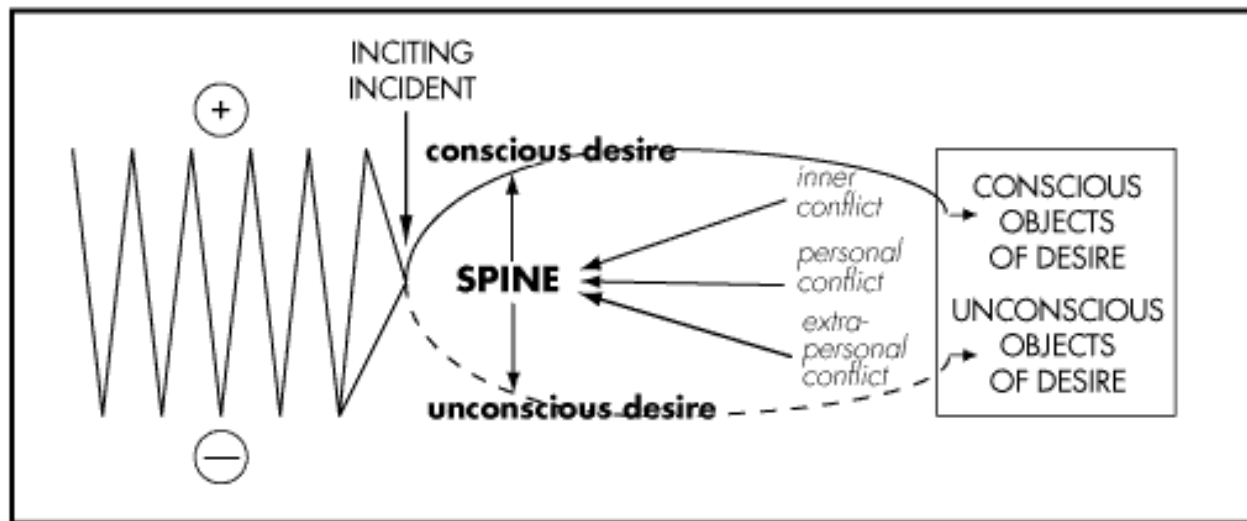 INCITING
INCIDENT
+
conscious desire
inner
conflict
CONSCIOUS
OBJECTS
OF DESIRE
SPINE
personal
conflict
extra-
personal
conflict
UNCONSCIOUS
OBJECTS
OF DESIRE
unconscious desire
—